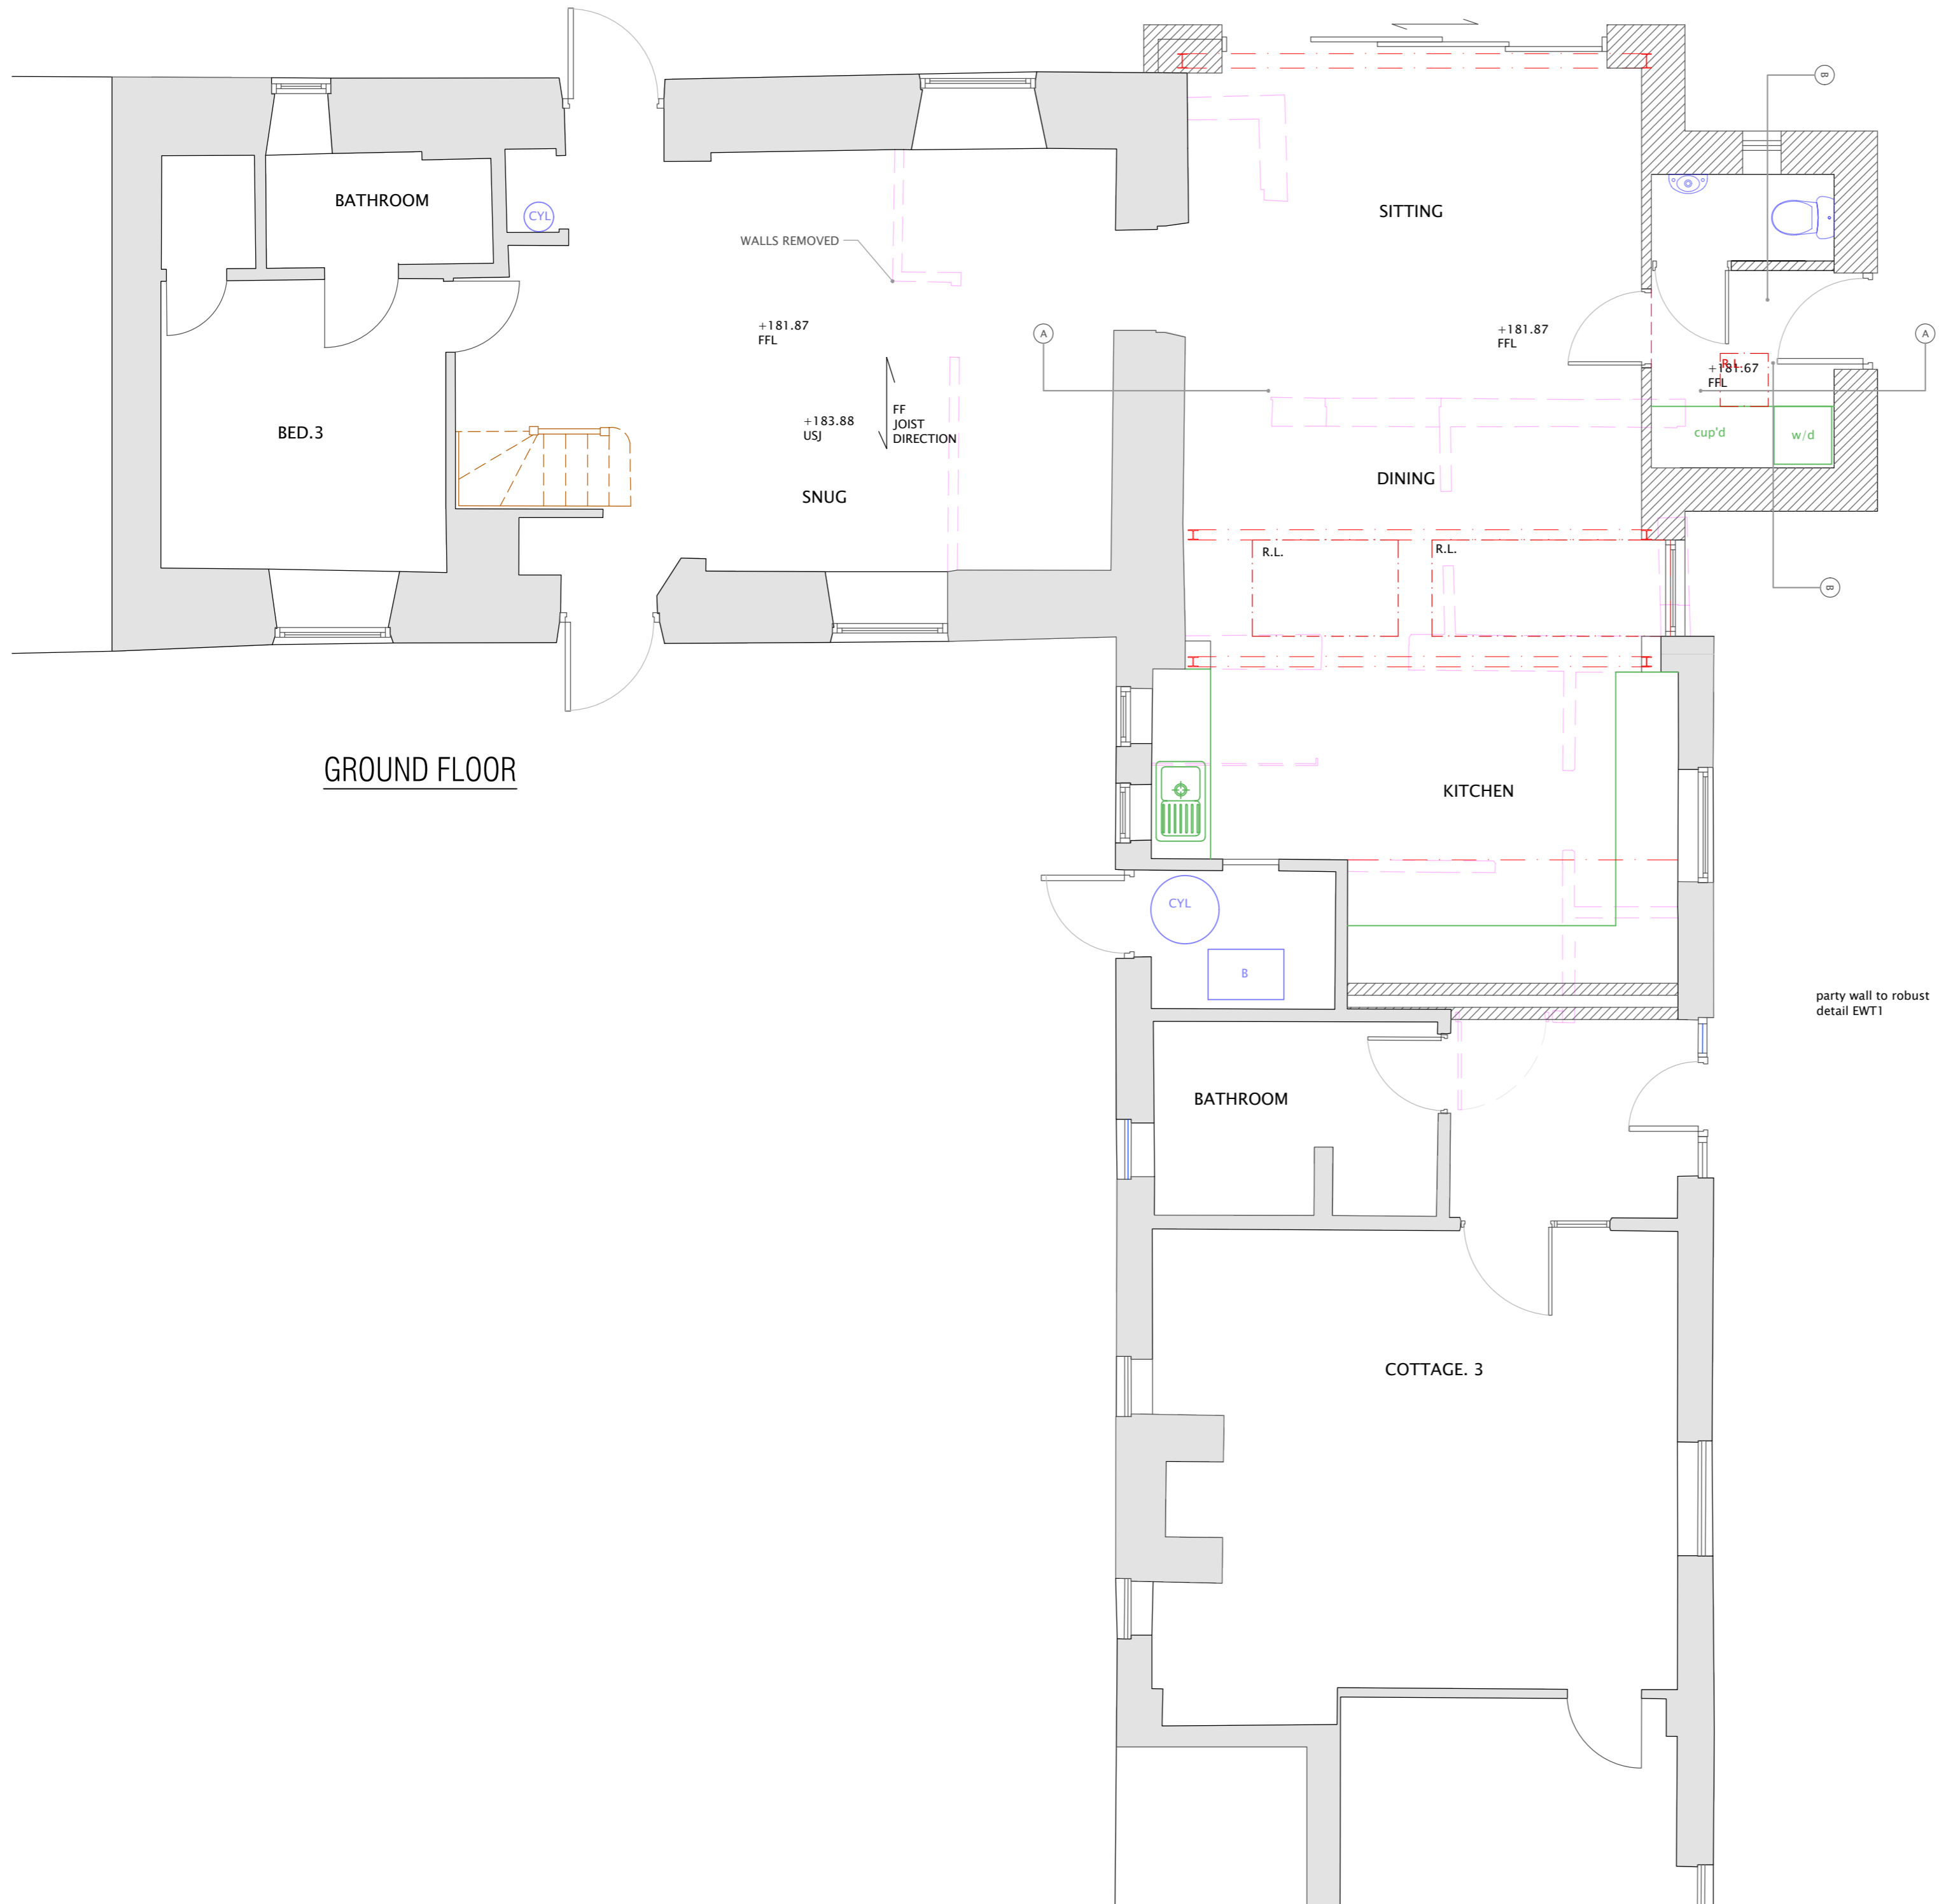 B
BATHROOM
CYL
WALLS REMOVED
SITTING
+181.87
FFL
A
+181.87
FFL
A
R.L.
+181.67
FFL
BED.3
+183.88
USJ
FF
JOIST
DIRECTION
cup'd
w/d
SNUG
DINING
R.L.
R.L.
B
GROUND FLOOR
KITCHEN
CYL
B
party wall to robust
detail EWT1
BATHROOM
COTTAGE. 3